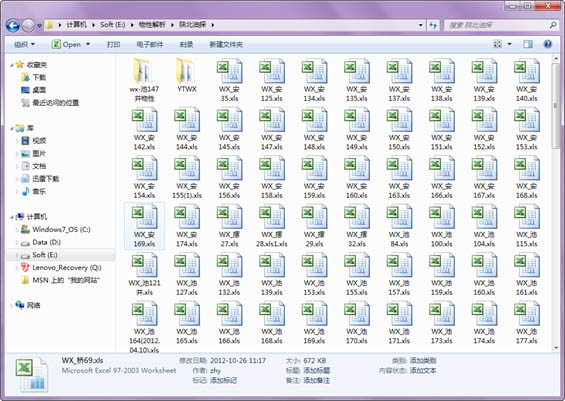 计算机 ▸ Soft (E:) ▸ 物性解析 ▸ 陕北油探
搜索 陕北油探
组织 Open 打印 电子邮件 刻录 新建文件夹
收藏夹
下载
桌面
最近访问的位置
库
视频
图片
文档
迅雷下载
音乐
计算机
Windows7_OS (C:)
Data (D:)
Soft (E:)
Lenovo_Recovery (Q:)
MSN 上的“我的网站”
网络
wx-池147井物性 YTWX WX_安35.xls WX_安125.xls WX_安134.xls WX_安135.xls WX_安137.xls WX_安138.xls WX_安139.xls WX_安140.xls
WX_安142.xls WX_安144.xls WX_安145.xls WX_安147.xls WX_安148.xls WX_安149.xls WX_安150.xls WX_安151.xls WX_安152.xls WX_安153.xls
WX_安154.xls WX_安155(1).xls WX_安156.xls WX_安158.xls WX_安159.xls WX_安160.xls WX_安163.xls WX_安166.xls WX_安167.xls WX_安168.xls
WX_安169.xls WX_安174.xls 27.xls 28.xls1.xls 29.xls 32.xls WX_池84.xls WX_池100.xls WX_池104.xls WX_池115.xls
WX_池121井.xls WX_池127.xls WX_池132.xls WX_池139.xls WX_池141.xls WX_池155.xls WX_池157.xls WX_池159.xls WX_池160.xls WX_池161.xls
WX_池164(2012.04.10\).xls WX_池165.xls WX_池166.xls WX_池168.xls WX_池169.xls WX_池170.xls WX_池171.xls WX_池173.xls WX_池174.xls WX_池177.xls
WX_桥69.xls 修改日期: 2012-10-26 11:17 大小: 672 KB 类别: 添加类别
Microsoft Excel 97-2003 Worksheet 作者: zhy 标题: 添加标题 内容状态: 添加文本
标记: 添加标记 备注: 添加备注